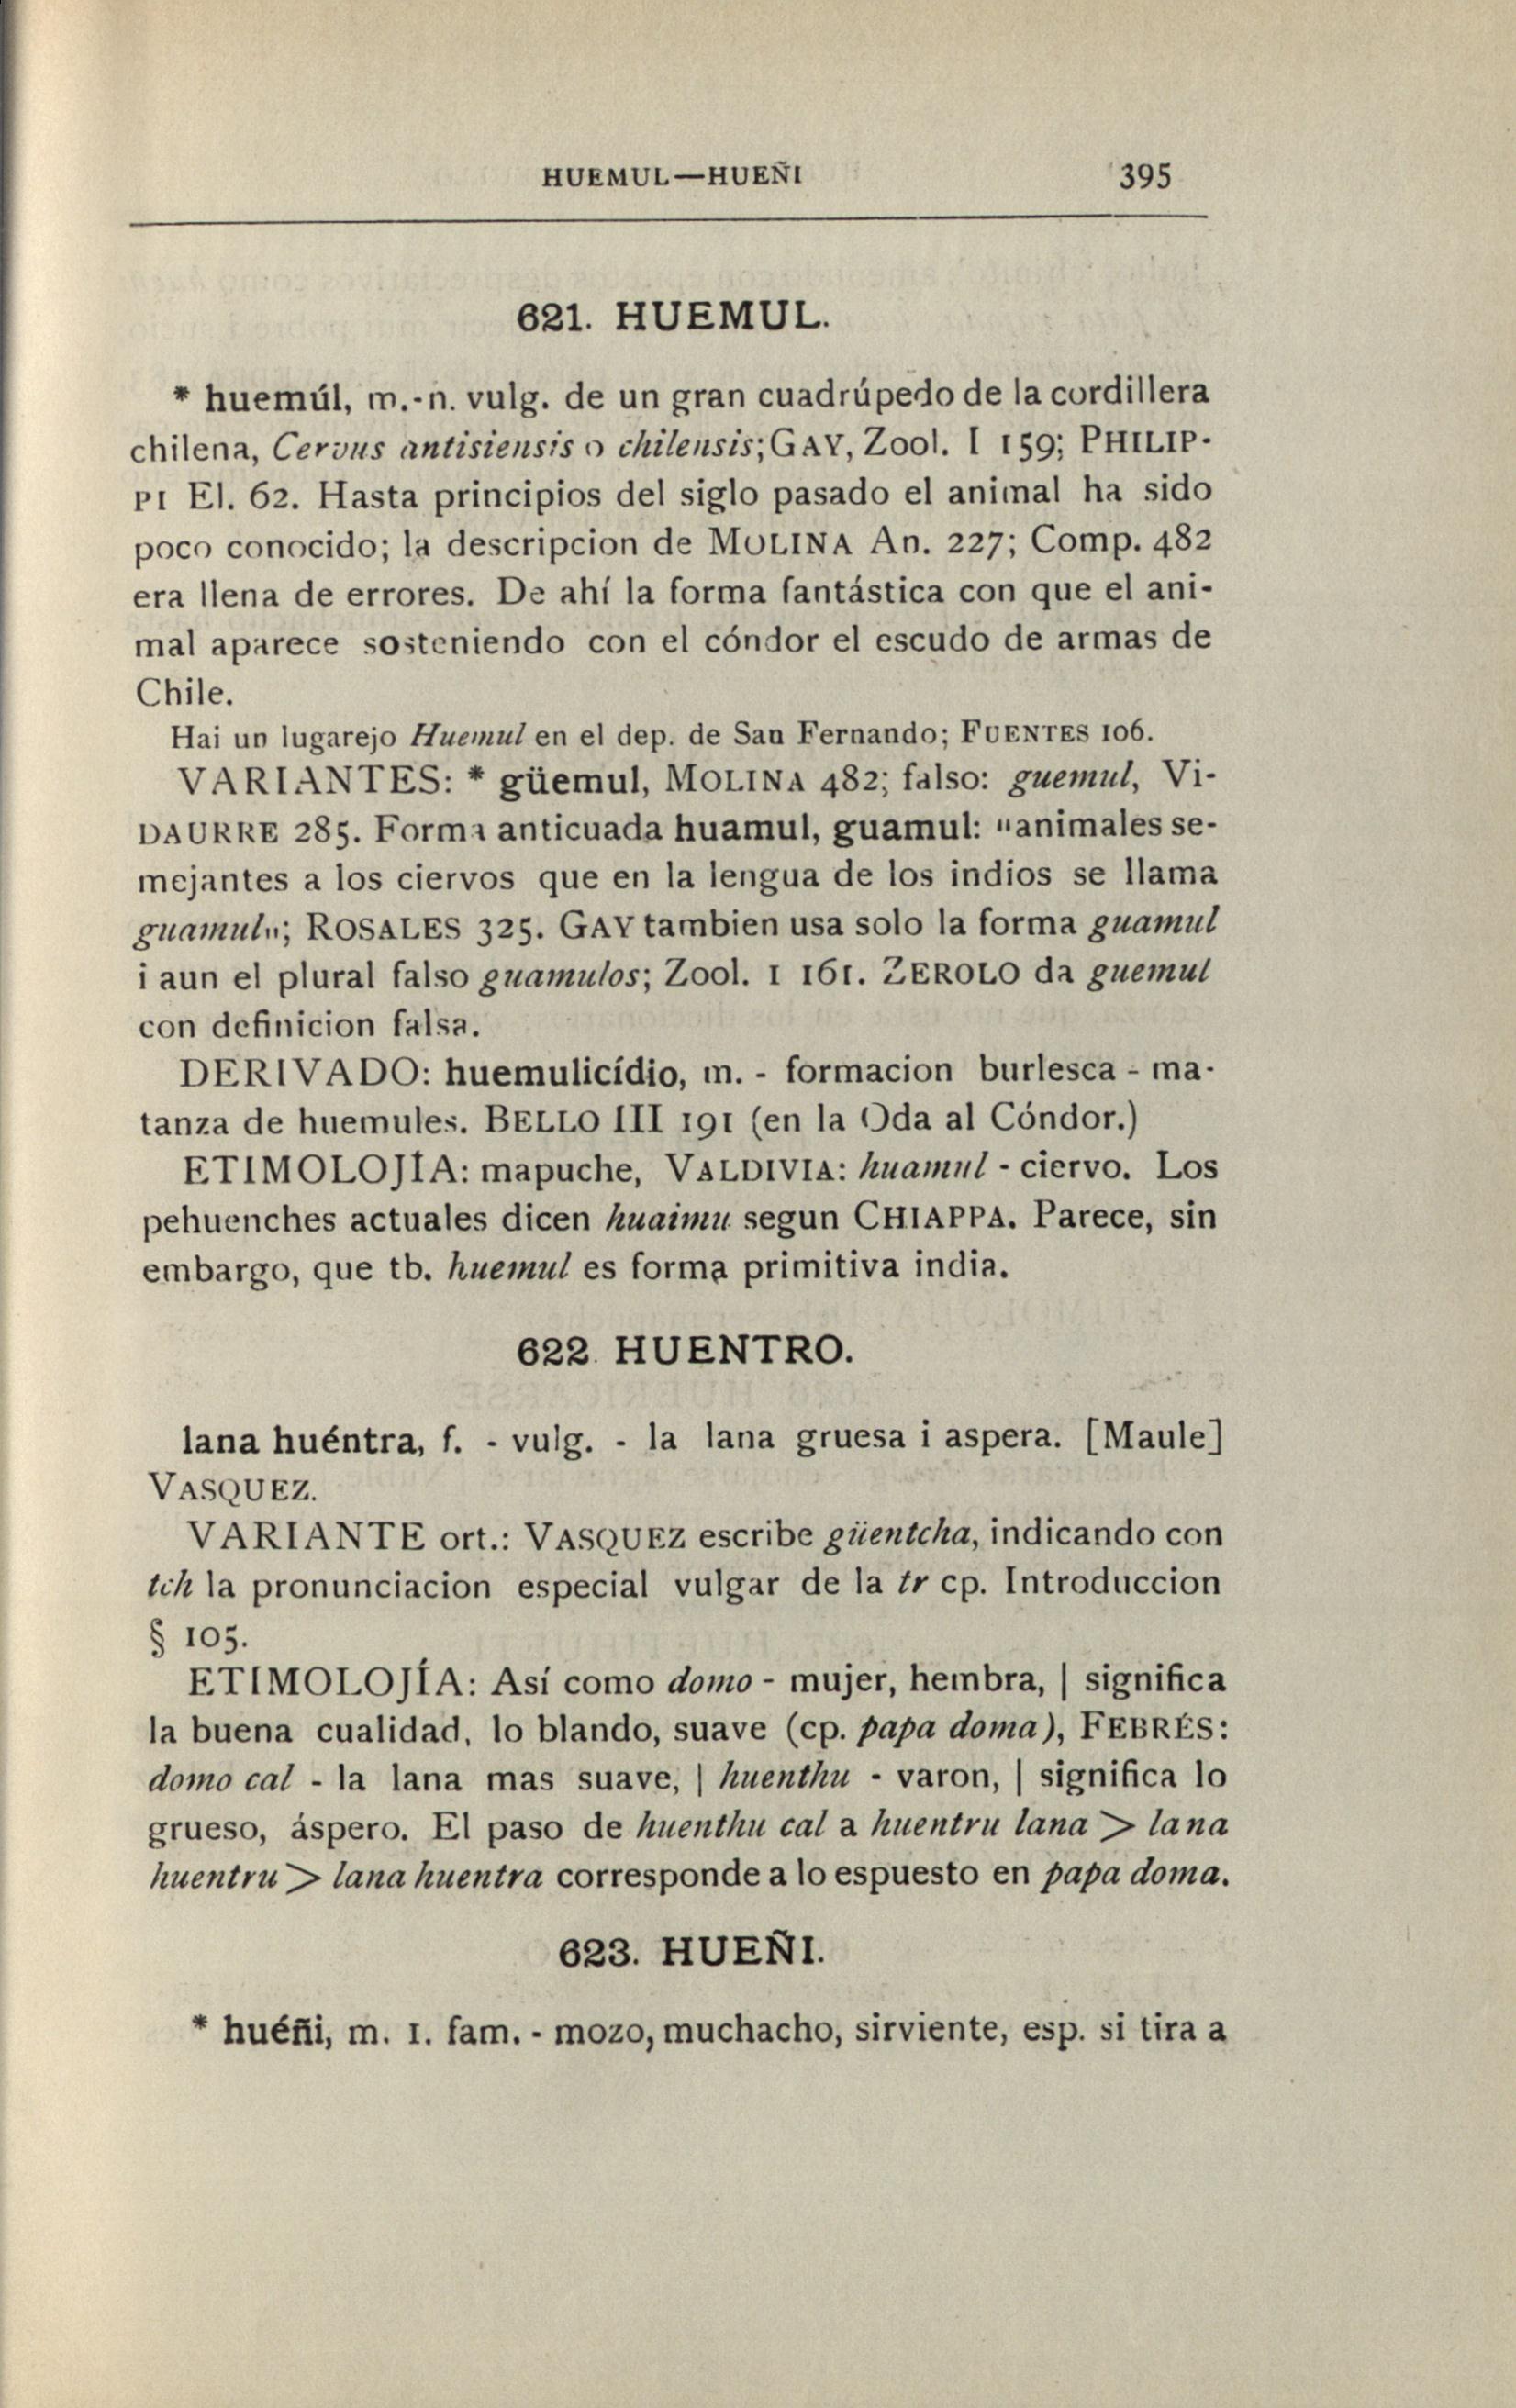 HUEMUL—HUEÑI 395
621. HUEMUL.
* huemúl, m.-n. vulg. de un gran cuadrúpedo de la cordillera
chilena, Cervus antisiensis o chilensis; GAY, Zool. I 159; PHILIP-
PI El. 62. Hasta principios del siglo pasado el animal ha sido
poco conocido; la descripcion de MOLINA An. 227; Comp. 482
era llena de errores. De ahí la forma fantástica con que el ani-
mal aparece sosteniendo con el cóndor el escudo de armas de
Chile.
Hai un lugarejo Huemul en el dep. de San Fernando; FUENTES 106.
VARIANTES: * güemul, MOLINA 482; falso: guemul, VI-
DAURRE 285. Forma anticuada huamul, guamul: "animales se-
mejantes a los ciervos que en la lengua de los indios se llama
guamul"; ROSALES 325. GAY tambien usa solo la forma guamul
i aun el plural falso guamulos; Zool. I 161. ZEROLO da guemul
con definicion falsa.
DERIVADO: huemulicídio, m. - formacion burlesca - ma-
tanza de huemules. BELLO III 191 (en la Oda al Cóndor.)
ETIMOLOJÍA: mapuche, VALDIVIA: huamul - ciervo. Los
pehuenches actuales dicen huaimu segun CHIAPPA. Parece, sin
embargo, que tb. huemul es forma primitiva india.
622. HUENTRO.
lana huéntra, f. - vulg. - la lana gruesa i aspera. [Maule]
VASQUEZ.
VARIANTE ort.: VASQUEZ escribe güentcha, indicando con
tch la pronunciacion especial vulgar de la tr cp. Introduccion
§ 105.
ETIMOLOJÍA: Así como domo - mujer, hembra, | significa
la buena cualidad, lo blando, suave (cp. papa doma), FEBRÉS:
domo cal - la lana mas suave, | huenthu - varon, | significa lo
grueso, áspero. El paso de huenthu cal a huentru lana > lana
huentru > lana huentra corresponde a lo espuesto en papa doma.
623. HUEÑI.
* huéñi, m. 1. fam. - mozo, muchacho, sirviente, esp. si tira a